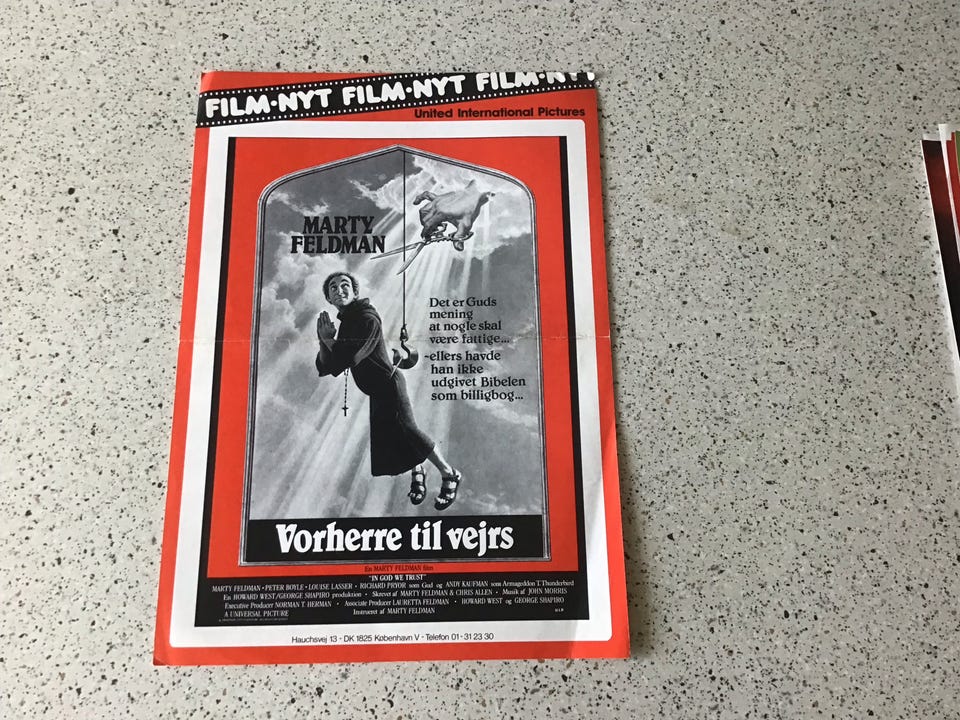 FILM·NYT FILM·NYT FILM·NYT
United International Pictures
MARTY
FELDMAN
Det er Guds
mening
at nogle skal
være fattige...
-ellers havde
han ikke
udgivet Bibelen
som billigbog...
Vorherre til vejrs
En MARTY FELDMAN film
"IN GOD WE TRUST"
MARTY FELDMAN · PETER BOYLE · LOUISE LASSER · RICHARD PRYOR som God og ANDY KAUFMAN som Armageddon T. Thunderbird
En HOWARD WEST/GEORGE SHAPIRO produktion · Skrevet af MARTY FELDMAN & CHRIS ALLEN · Musik af JOHN MORRIS
Executive Producer NORMAN T. HERMAN · Associate Producer LAURETTA FELDMAN · HOWARD WEST og GEORGE SHAPIRO
A UNIVERSAL PICTURE
Instrueret af MARTY FELDMAN
Hauchsvej 13 - DK 1825 København V - Telefon 01-31 23 30